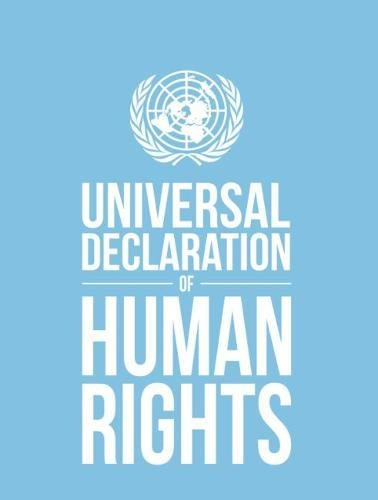 UNIVERSAL
DECLARATION
OF
HUMAN
RIGHTS